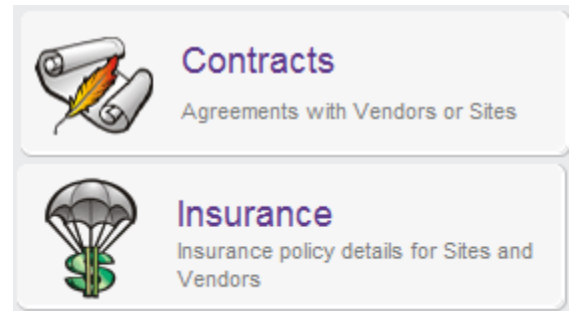 Contracts
Agreements with Vendors or Sites
Insurance
Insurance policy details for Sites and
Vendors